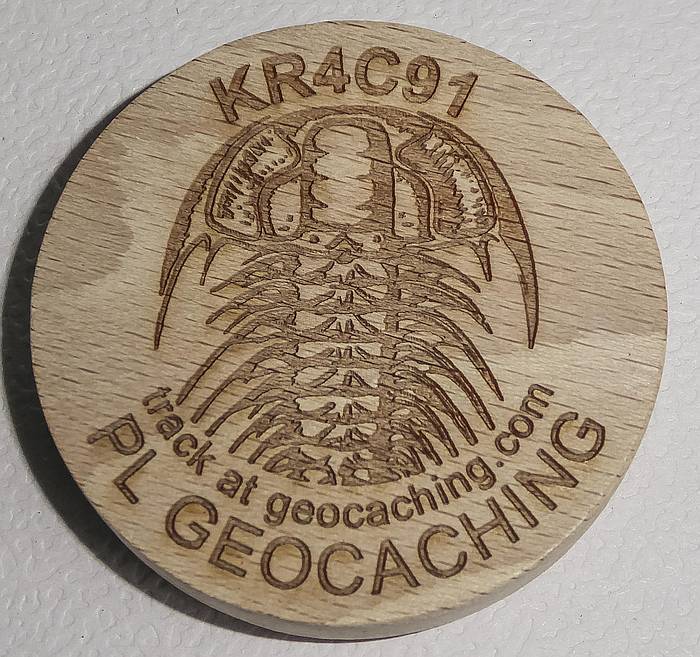 KR4C91
track at geocaching.com
PL GEOCACHING